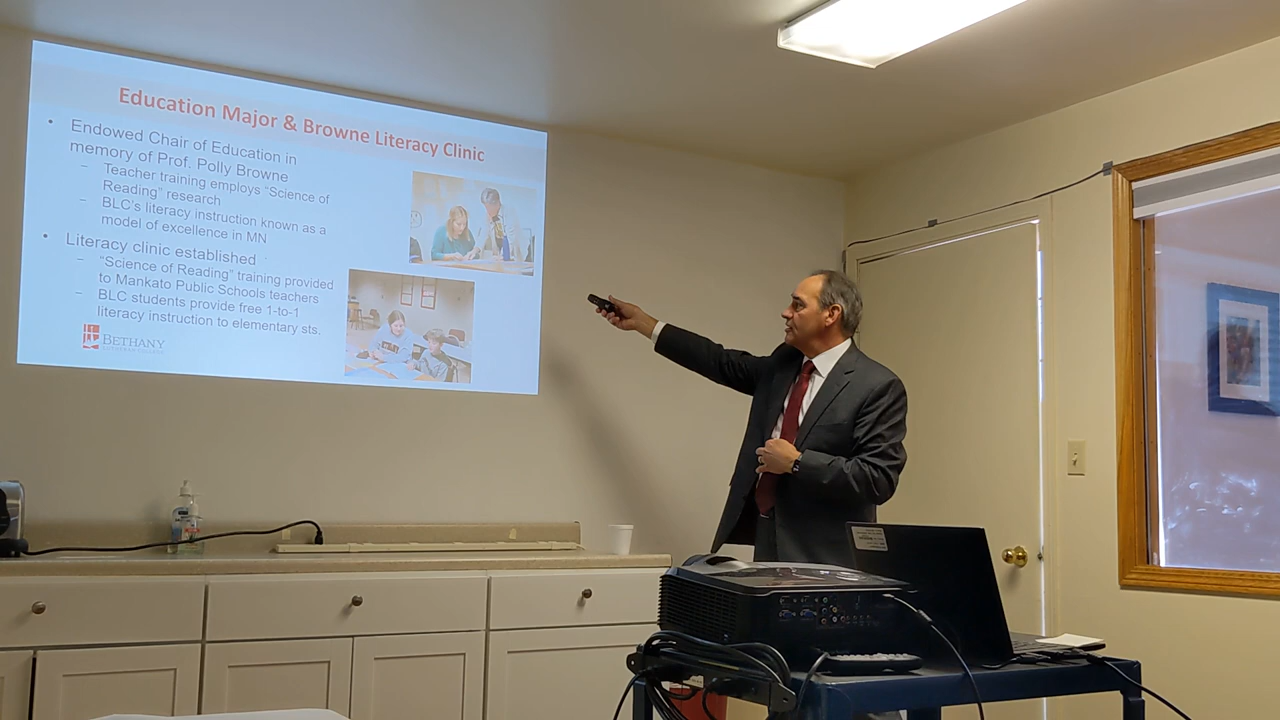 Education Major & Browne Literacy Clinic
• Endowed Chair of Education in
memory of Prof. Polly Browne
– Teacher training employs "Science of
Reading" research
– BLC's literacy instruction known as a
model of excellence in MN
• Literacy clinic established
– "Science of Reading" training provided
to Mankato Public Schools teachers
– BLC students provide free 1-to-1
literacy instruction to elementary sts.
BETHANY
LUTHERAN COLLEGE